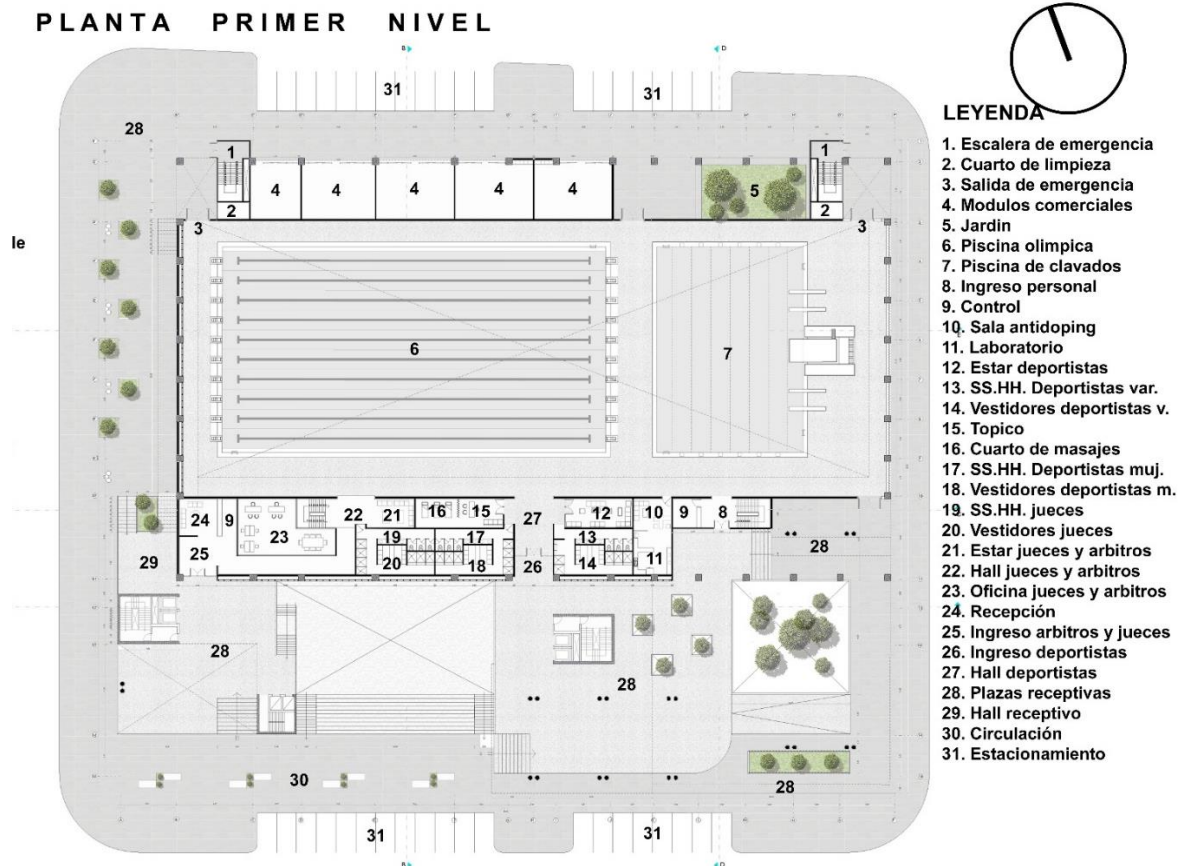 PLANTA PRIMER NIVEL
B
D
31
31
LEYENDA
28
1
1
1. Escalera de emergencia
2. Cuarto de limpieza
3. Salida de emergencia
4. Modulos comerciales
5. Jardin
6. Piscina olimpica
7. Piscina de clavados
8. Ingreso personal
9. Control
10. Sala antidoping
11. Laboratorio
12. Estar deportistas
13. SS.HH. Deportistas var.
14. Vestidores deportistas v.
15. Topico
16. Cuarto de masajes
17. SS.HH. Deportistas muj.
18. Vestidores deportistas m.
19. SS.HH. jueces
20. Vestidores jueces
21. Estar jueces y arbitros
22. Hall jueces y arbitros
23. Oficina jueces y arbitros
24. Recepción
25. Ingreso arbitros y jueces
26. Ingreso deportistas
27. Hall deportistas
28. Plazas receptivas
29. Hall receptivo
30. Circulación
31. Estacionamiento
4 4 4 4 4
5
2
2
3
3
le
6
7
24 9 22 21 16 15 27 12 10 9 8
23 19 17 13
28
29 25 20 18 26 14 11
28
28
30
28
31
31
B
D